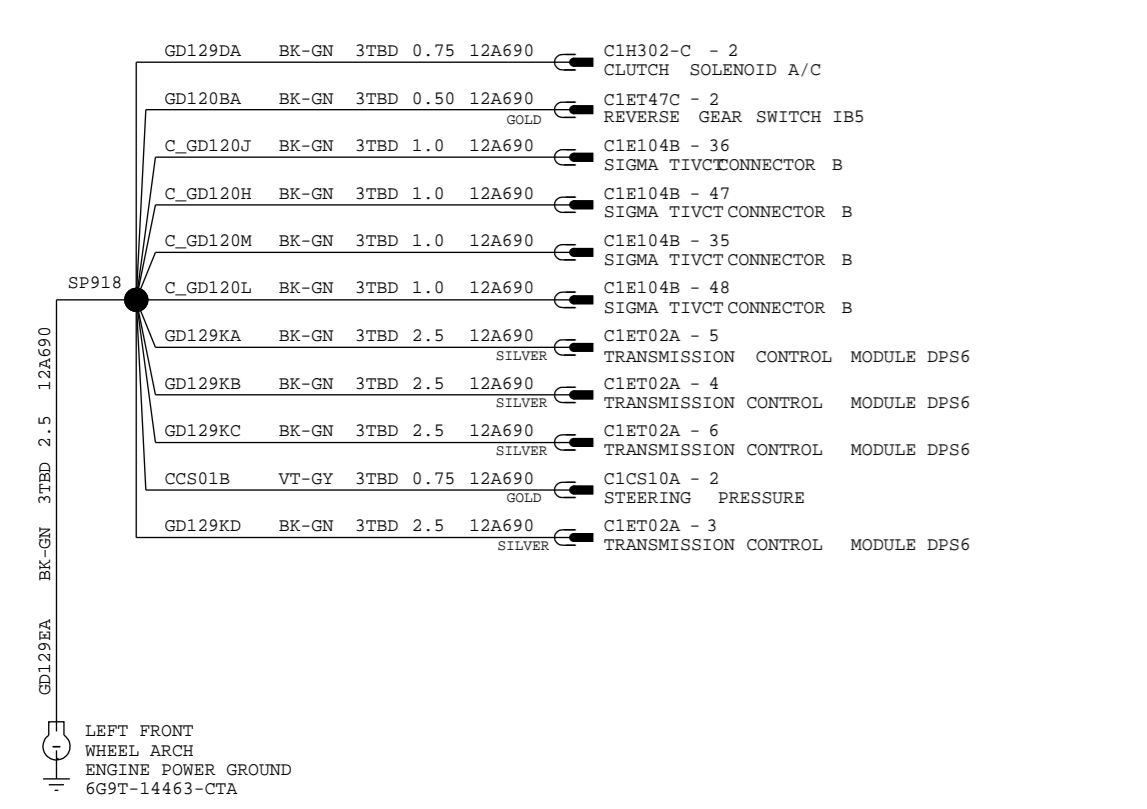 GD129DA BK-GN 3TBD 0.75 12A690 C1H302-C - 2
CLUTCH SOLENOID A/C
GD120BA BK-GN 3TBD 0.50 12A690 C1ET47C - 2
GOLD REVERSE GEAR SWITCH IB5
C_GD120J BK-GN 3TBD 1.0 12A690 C1E104B - 36
SIGMA TIVCTCONNECTOR B
C_GD120H BK-GN 3TBD 1.0 12A690 C1E104B - 47
SIGMA TIVCT CONNECTOR B
C_GD120M BK-GN 3TBD 1.0 12A690 C1E104B - 35
SIGMA TIVCT CONNECTOR B
SP918
C_GD120L BK-GN 3TBD 1.0 12A690 C1E104B - 48
SIGMA TIVCT CONNECTOR B
GD129KA BK-GN 3TBD 2.5 12A690 C1ET02A - 5
SILVER TRANSMISSION CONTROL MODULE DPS6
GD129KB BK-GN 3TBD 2.5 12A690 C1ET02A - 4
SILVER TRANSMISSION CONTROL MODULE DPS6
GD129KC BK-GN 3TBD 2.5 12A690 C1ET02A - 6
SILVER TRANSMISSION CONTROL MODULE DPS6
CCS01B VT-GY 3TBD 0.75 12A690 C1CS10A - 2
GOLD STEERING PRESSURE
GD129KD BK-GN 3TBD 2.5 12A690 C1ET02A - 3
SILVER TRANSMISSION CONTROL MODULE DPS6
GD129EA BK-GN 3TBD 2.5 12A690
LEFT FRONT
WHEEL ARCH
ENGINE POWER GROUND
6G9T-14463-CTA